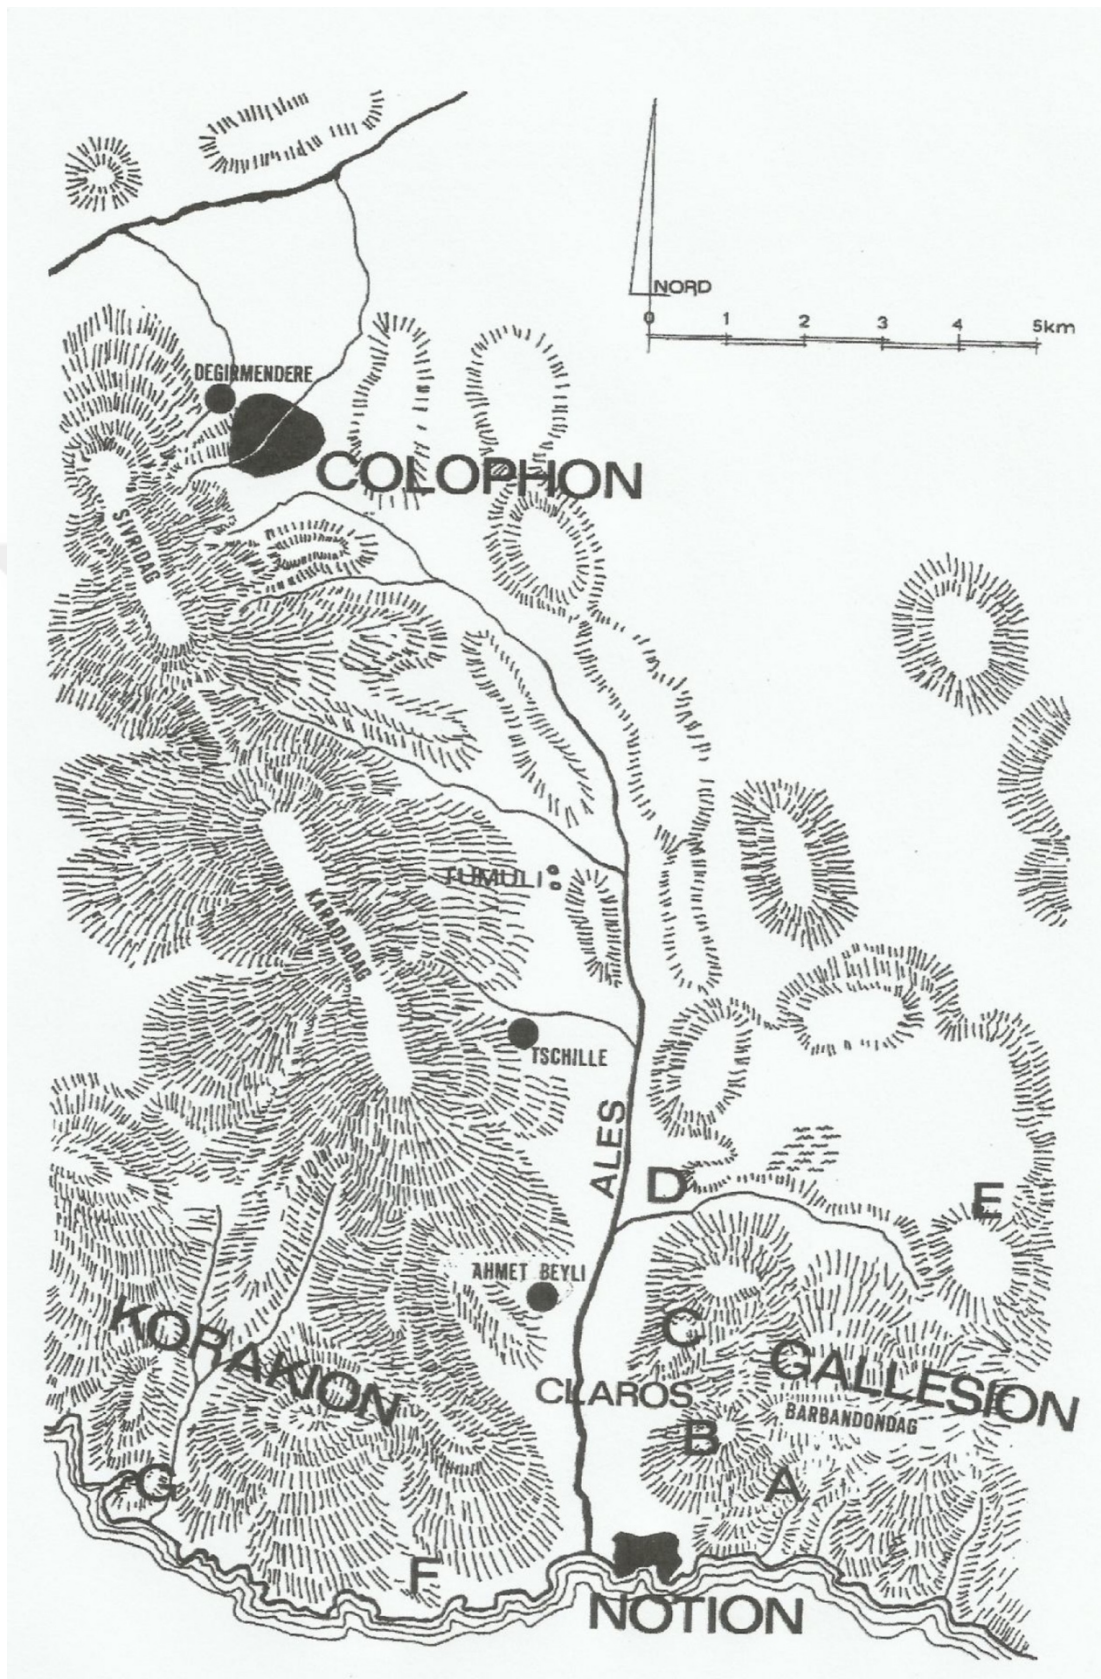 NORD
0 1 2 3 4 5km
DEGIRMENDERE
COLOPHON
SIVRIDAG
TUMULI
KARADJADAG
TSCHILLE
ALES
D
E
AHMET BEYLI
KORAKION
C
GALLESION
CLAROS
BARBANDONDAG
B
A
G
F
NOTION